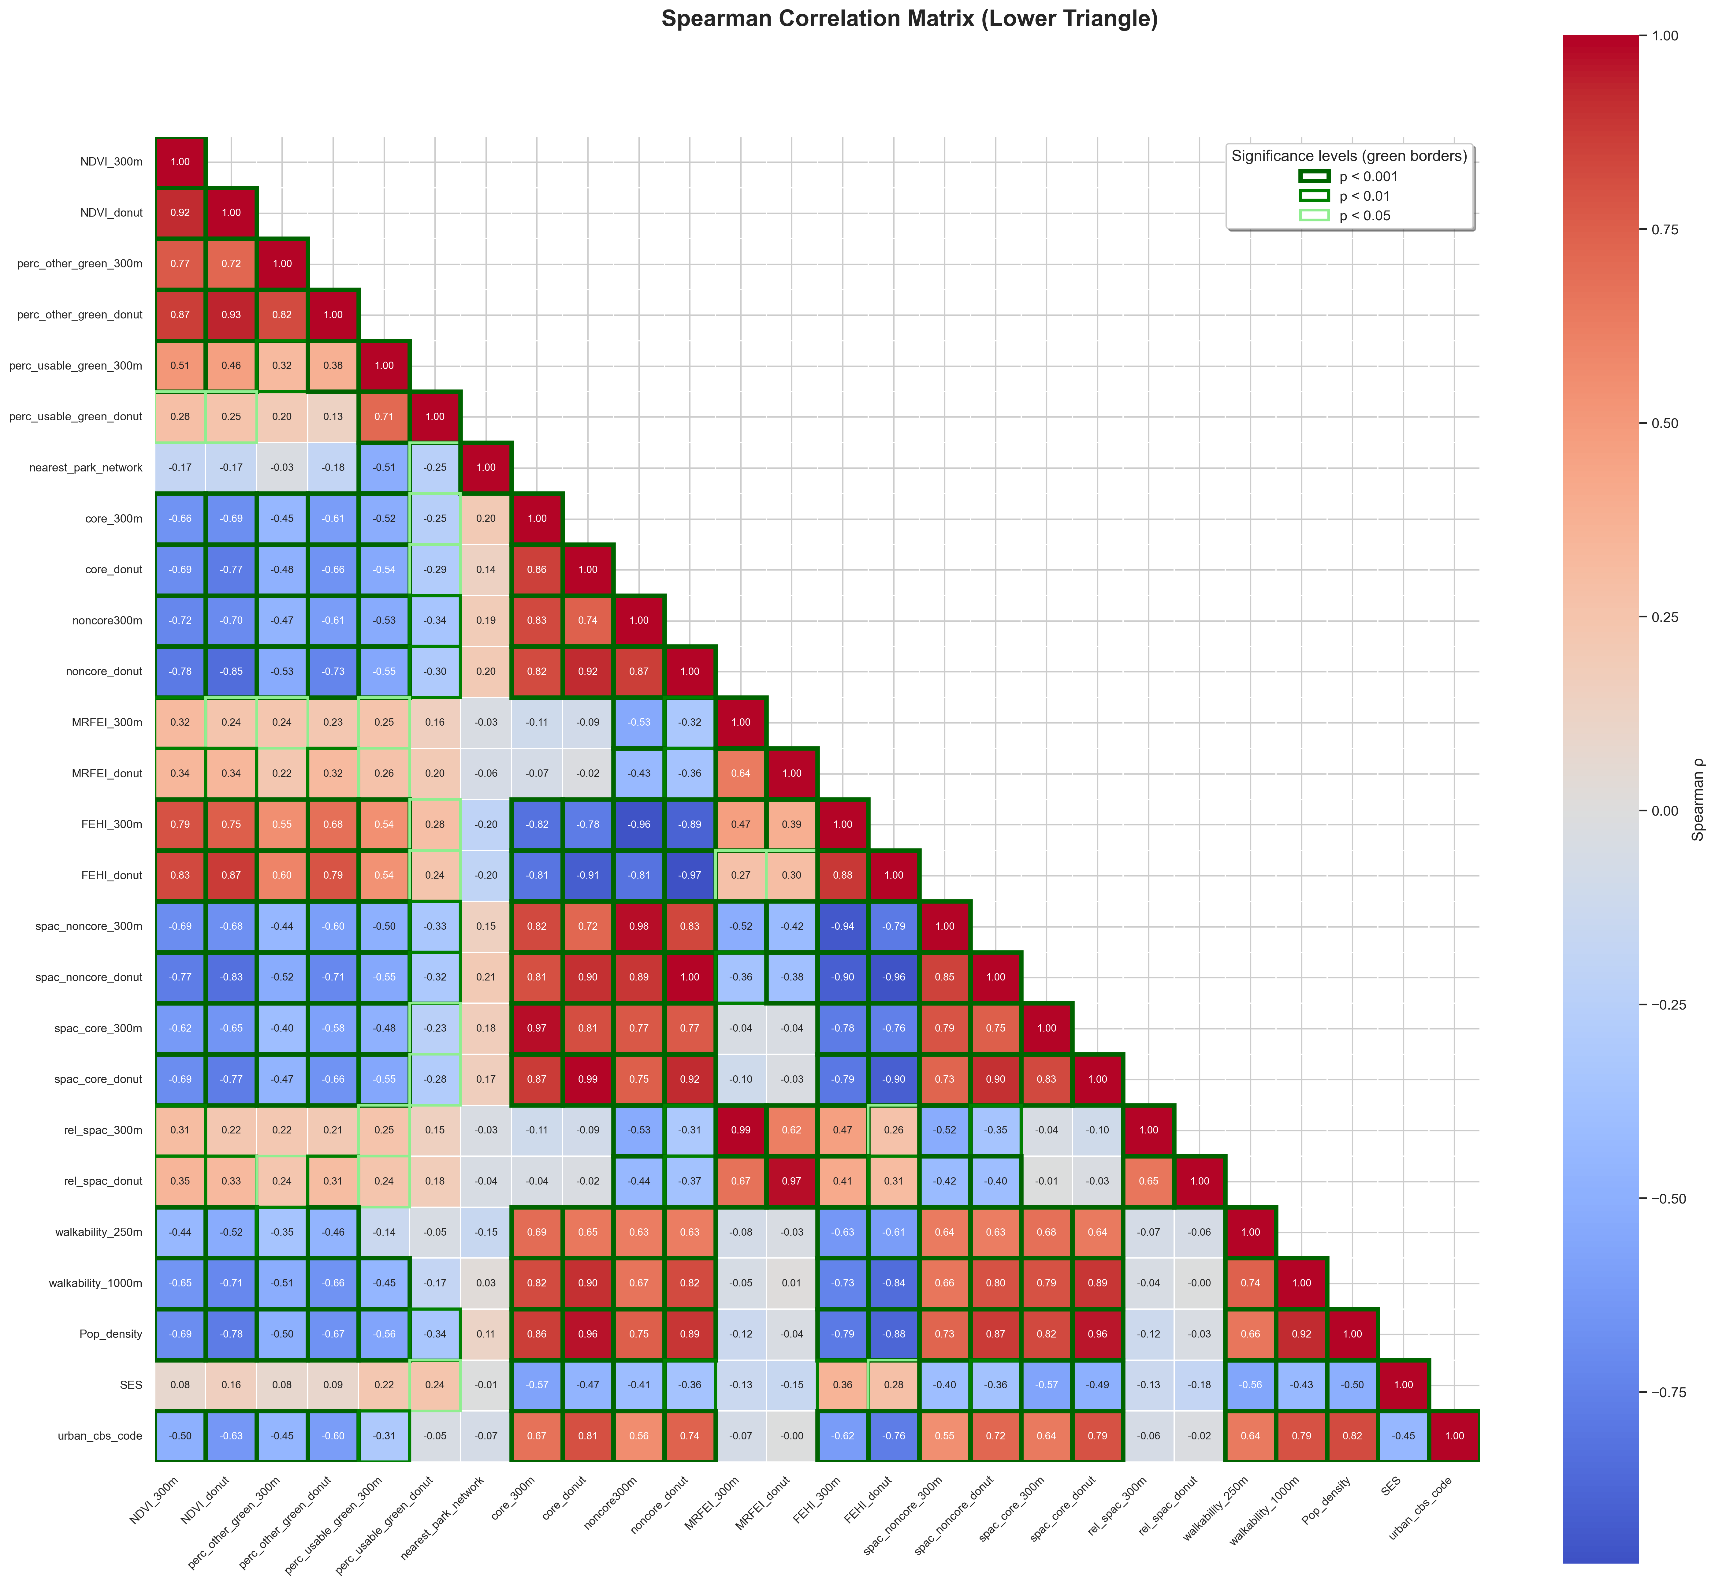 Spearman Correlation Matrix (Lower Triangle)
Significance levels (green borders)
p < 0.001
p < 0.01
p < 0.05
NDVI_300m 1.00
NDVI_donut 0.92 1.00
perc_other_green_300m 0.77 0.72 1.00
perc_other_green_donut 0.87 0.93 0.82 1.00
perc_usable_green_300m 0.51 0.46 0.32 0.38 1.00
perc_usable_green_donut 0.28 0.25 0.20 0.13 0.71 1.00
nearest_park_network -0.17 -0.17 -0.03 -0.18 -0.51 -0.25 1.00
core_300m -0.66 -0.69 -0.45 -0.61 -0.52 -0.25 0.20 1.00
core_donut -0.69 -0.77 -0.48 -0.66 -0.54 -0.29 0.14 0.86 1.00
noncore300m -0.72 -0.70 -0.47 -0.61 -0.53 -0.34 0.19 0.83 0.74 1.00
noncore_donut -0.78 -0.85 -0.53 -0.73 -0.55 -0.30 0.20 0.82 0.92 0.87 1.00
MRFEI_300m 0.32 0.24 0.24 0.23 0.25 0.16 -0.03 -0.11 -0.09 -0.53 -0.32 1.00
MRFEI_donut 0.34 0.34 0.22 0.32 0.26 0.20 -0.06 -0.07 -0.02 -0.43 -0.36 0.64 1.00
FEHI_300m 0.79 0.75 0.55 0.68 0.54 0.28 -0.20 -0.82 -0.78 -0.96 -0.89 0.47 0.39 1.00
FEHI_donut 0.83 0.87 0.60 0.79 0.54 0.24 -0.20 -0.81 -0.91 -0.81 -0.97 0.27 0.30 0.88 1.00
spac_noncore_300m -0.69 -0.68 -0.44 -0.60 -0.50 -0.33 0.15 0.82 0.72 0.98 0.83 -0.52 -0.42 -0.94 -0.79 1.00
spac_noncore_donut -0.77 -0.83 -0.52 -0.71 -0.55 -0.32 0.21 0.81 0.90 0.89 1.00 -0.36 -0.38 -0.90 -0.96 0.85 1.00
spac_core_300m -0.62 -0.65 -0.40 -0.58 -0.48 -0.23 0.18 0.97 0.81 0.77 0.77 -0.04 -0.04 -0.78 -0.76 0.79 0.75 1.00
spac_core_donut -0.69 -0.77 -0.47 -0.66 -0.55 -0.28 0.17 0.87 0.99 0.75 0.92 -0.10 -0.03 -0.79 -0.90 0.73 0.90 0.83 1.00
rel_spac_300m 0.31 0.22 0.22 0.21 0.25 0.15 -0.03 -0.11 -0.09 -0.53 -0.31 0.99 0.62 0.47 0.26 -0.52 -0.35 -0.04 -0.10 1.00
rel_spac_donut 0.35 0.33 0.24 0.31 0.24 0.18 -0.04 -0.04 -0.02 -0.44 -0.37 0.67 0.97 0.41 0.31 -0.42 -0.40 -0.01 -0.03 0.65 1.00
walkability_250m -0.44 -0.52 -0.35 -0.46 -0.14 -0.05 -0.15 0.69 0.65 0.63 0.63 -0.08 -0.03 -0.63 -0.61 0.64 0.63 0.68 0.64 -0.07 -0.06 1.00
walkability_1000m -0.65 -0.71 -0.51 -0.66 -0.45 -0.17 0.03 0.82 0.90 0.67 0.82 -0.05 0.01 -0.73 -0.84 0.66 0.80 0.79 0.89 -0.04 -0.00 0.74 1.00
Pop_density -0.69 -0.78 -0.50 -0.67 -0.56 -0.34 0.11 0.86 0.96 0.75 0.89 -0.12 -0.04 -0.79 -0.88 0.73 0.87 0.82 0.96 -0.12 -0.03 0.66 0.92 1.00
SES 0.08 0.16 0.08 0.09 0.22 0.24 -0.01 -0.57 -0.47 -0.41 -0.36 -0.13 -0.15 0.36 0.28 -0.40 -0.36 -0.57 -0.49 -0.13 -0.18 -0.56 -0.43 -0.50 1.00
urban_cbs_code -0.50 -0.63 -0.45 -0.60 -0.31 -0.05 -0.07 0.67 0.81 0.56 0.74 -0.07 -0.00 -0.62 -0.76 0.55 0.72 0.64 0.79 -0.06 -0.02 0.64 0.79 0.82 -0.45 1.00
NDVI_300m
NDVI_donut
perc_other_green_300m
perc_other_green_donut
perc_usable_green_300m
perc_usable_green_donut
nearest_park_network
core_300m
core_donut
noncore300m
noncore_donut
MRFEI_300m
MRFEI_donut
FEHI_300m
FEHI_donut
spac_noncore_300m
spac_noncore_donut
spac_core_300m
spac_core_donut
rel_spac_300m
rel_spac_donut
walkability_250m
walkability_1000m
Pop_density
SES
urban_cbs_code
1.00
0.75
0.50
0.25
0.00
−0.25
−0.50
−0.75
Spearman ρ